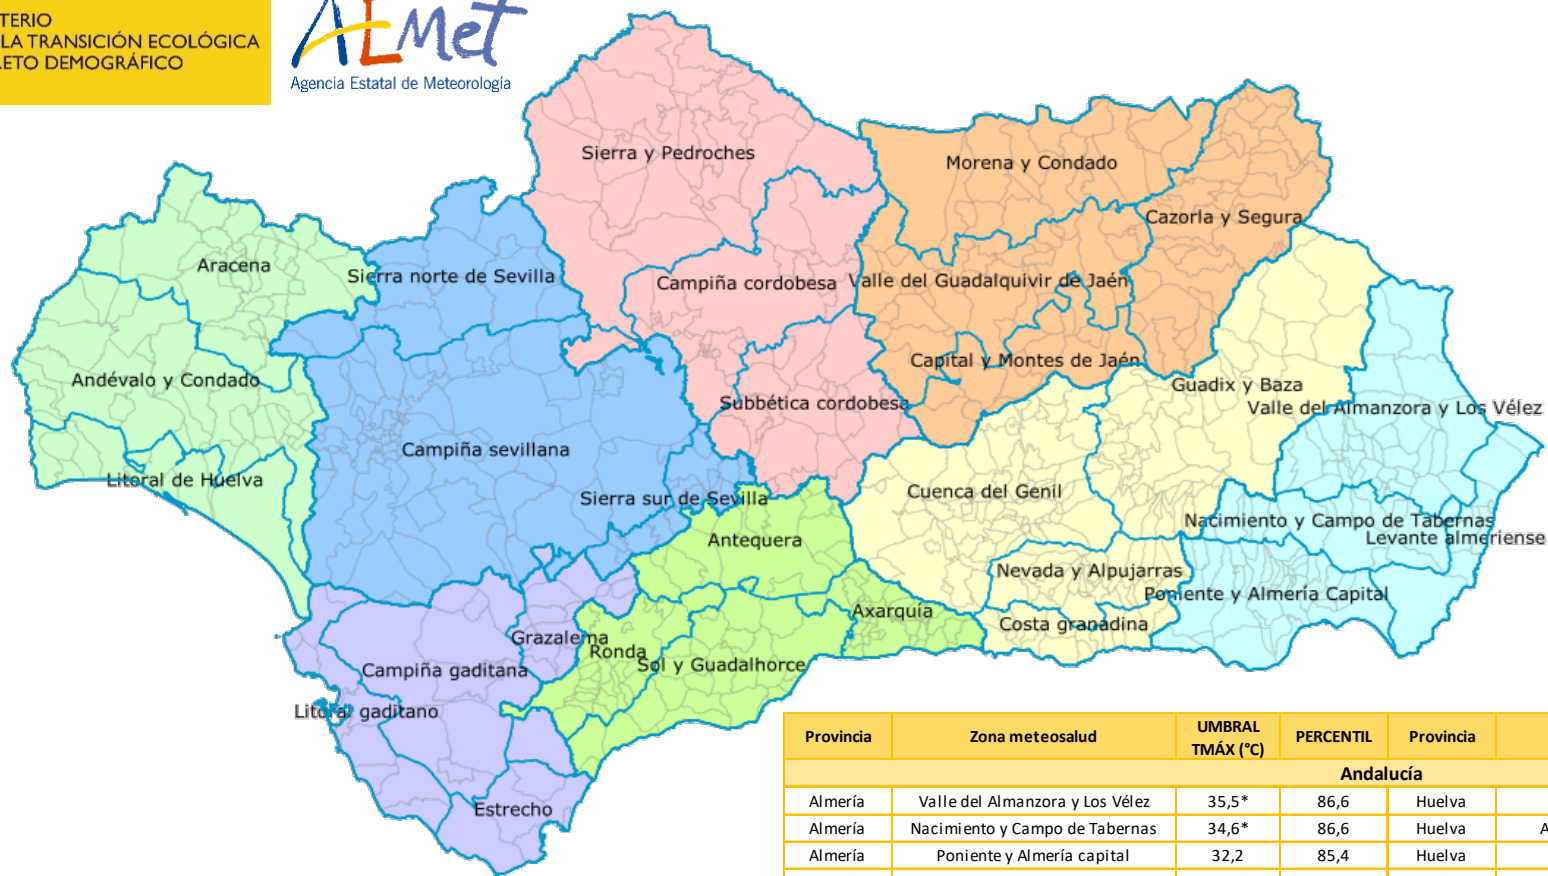 TERIO
LA TRANSICIÓN ECOLÓGICA
ETO DEMOGRÁFICO
AEMet
Agencia Estatal de Meteorología
Sierra y Pedroches
Morena y Condado
Cazorla y Segura
Aracena
Sierra norte de Sevilla
Campiña cordobesa
Valle del Guadalquivir de Jaén
Capital y Montes de Jaén
Andévalo y Condado
Guadix y Baza
Subbética cordobesa
Valle del Almanzora y Los Vélez
Campiña sevillana
Litoral de Huelva
Sierra sur de Sevilla
Cuenca del Genil
Nacimiento y Campo de Tabernas
Antequera
Levante almeriense
Nevada y Alpujarras
Poniente y Almería Capital
Axarquía
Costa granadina
Grazalema
Ronda
Sol y Guadalhorce
Campiña gaditana
Litoral gaditano
Estrecho
Provincia Zona meteosalud UMBRAL TMÁX (°C) PERCENTIL Provincia
Andalucía
Almería Valle del Almanzora y Los Vélez 35,5* 86,6 Huelva
Almería Nacimiento y Campo de Tabernas 34,6* 86,6 Huelva A
Almería Poniente y Almería capital 32,2 85,4 Huelva